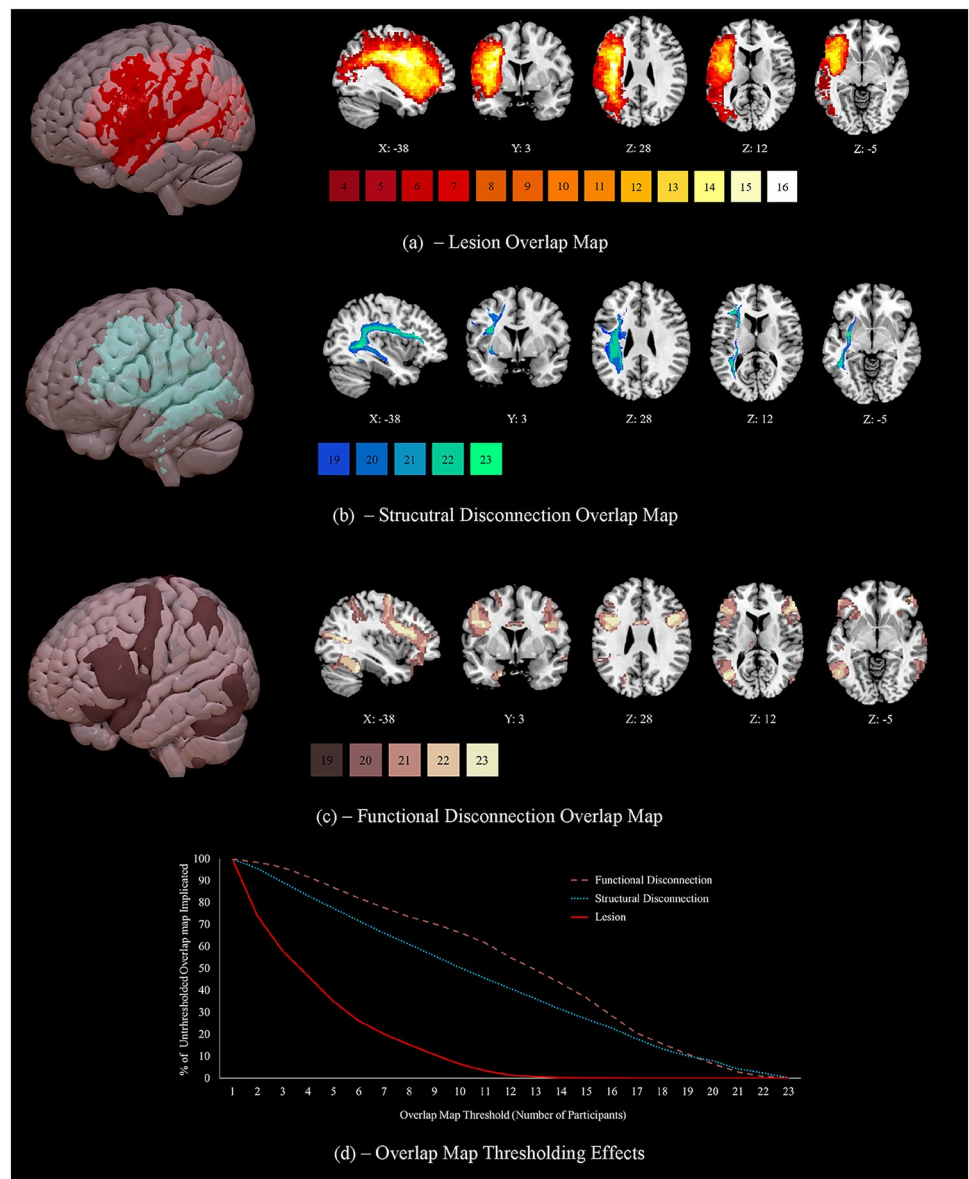 X: -38 Y: 3 Z: 28 Z: 12 Z: -5
4 5 6 7 8 9 10 11 12 13 14 15 16
(a) – Lesion Overlap Map
X: -38 Y: 3 Z: 28 Z: 12 Z: -5
19 20 21 22 23
(b) – Strucutral Disconnection Overlap Map
X: -38 Y: 3 Z: 28 Z: 12 Z: -5
19 20 21 22 23
(c) – Functional Disconnection Overlap Map
% of Untrhresholded Overlap map Implicated
100
90
80
70
60
50
40
30
20
10
0
Functional Disconnection
Structural Disconnection
Lesion
1 2 3 4 5 6 7 8 9 10 11 12 13 14 15 16 17 18 19 20 21 22 23
Overlap Map Threshold (Number of Participants)
(d) – Overlap Map Thresholding Effects